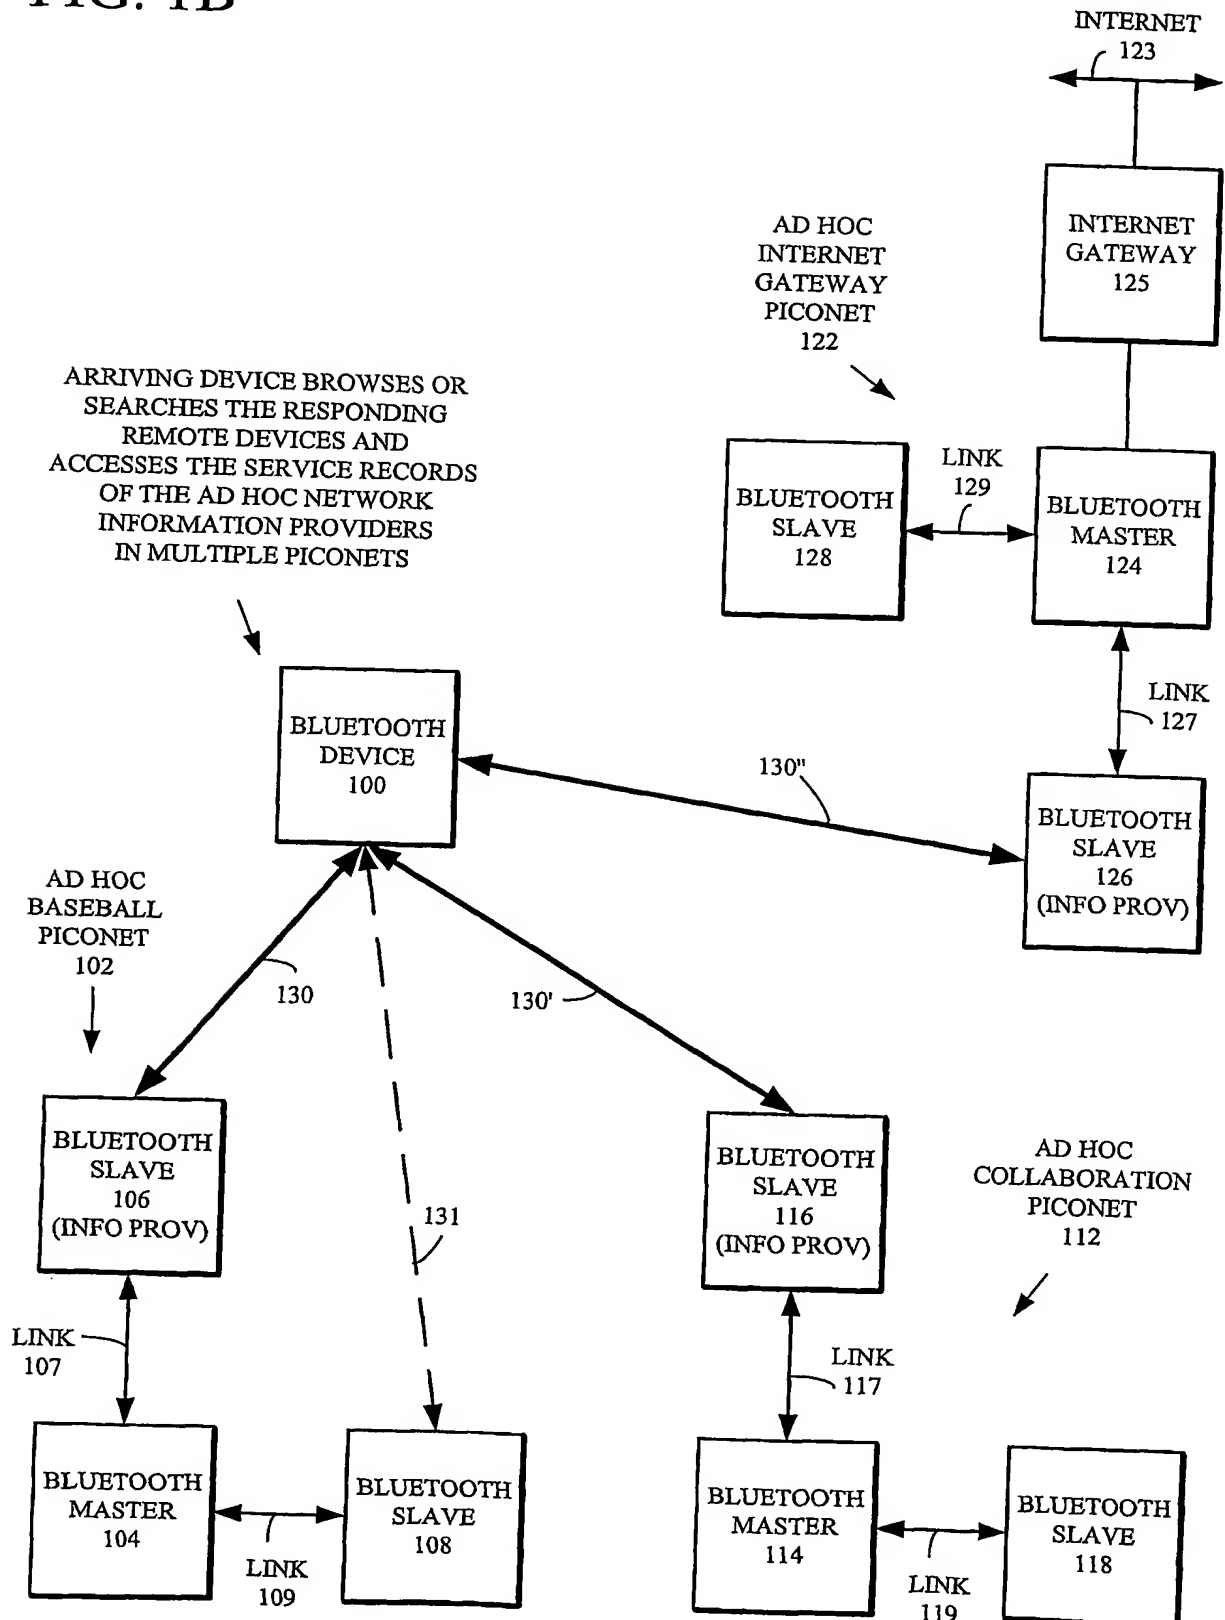 FIG. 1B
INTERNET
123
INTERNET
GATEWAY
125
AD HOC
INTERNET
GATEWAY
PICONET
122
ARRIVING DEVICE BROWSES OR
SEARCHES THE RESPONDING
REMOTE DEVICES AND
ACCESSES THE SERVICE RECORDS
OF THE AD HOC NETWORK
INFORMATION PROVIDERS
IN MULTIPLE PICONETS
BLUETOOTH
SLAVE
128
LINK
129
BLUETOOTH
MASTER
124
LINK
127
BLUETOOTH
DEVICE
100
130"
BLUETOOTH
SLAVE
126
(INFO PROV)
AD HOC
BASEBALL
PICONET
102
130
130'
BLUETOOTH
SLAVE
106
(INFO PROV)
131
BLUETOOTH
SLAVE
116
(INFO PROV)
AD HOC
COLLABORATION
PICONET
112
LINK
107
LINK
117
BLUETOOTH
MASTER
104
LINK
109
BLUETOOTH
SLAVE
108
BLUETOOTH
MASTER
114
LINK
119
BLUETOOTH
SLAVE
118